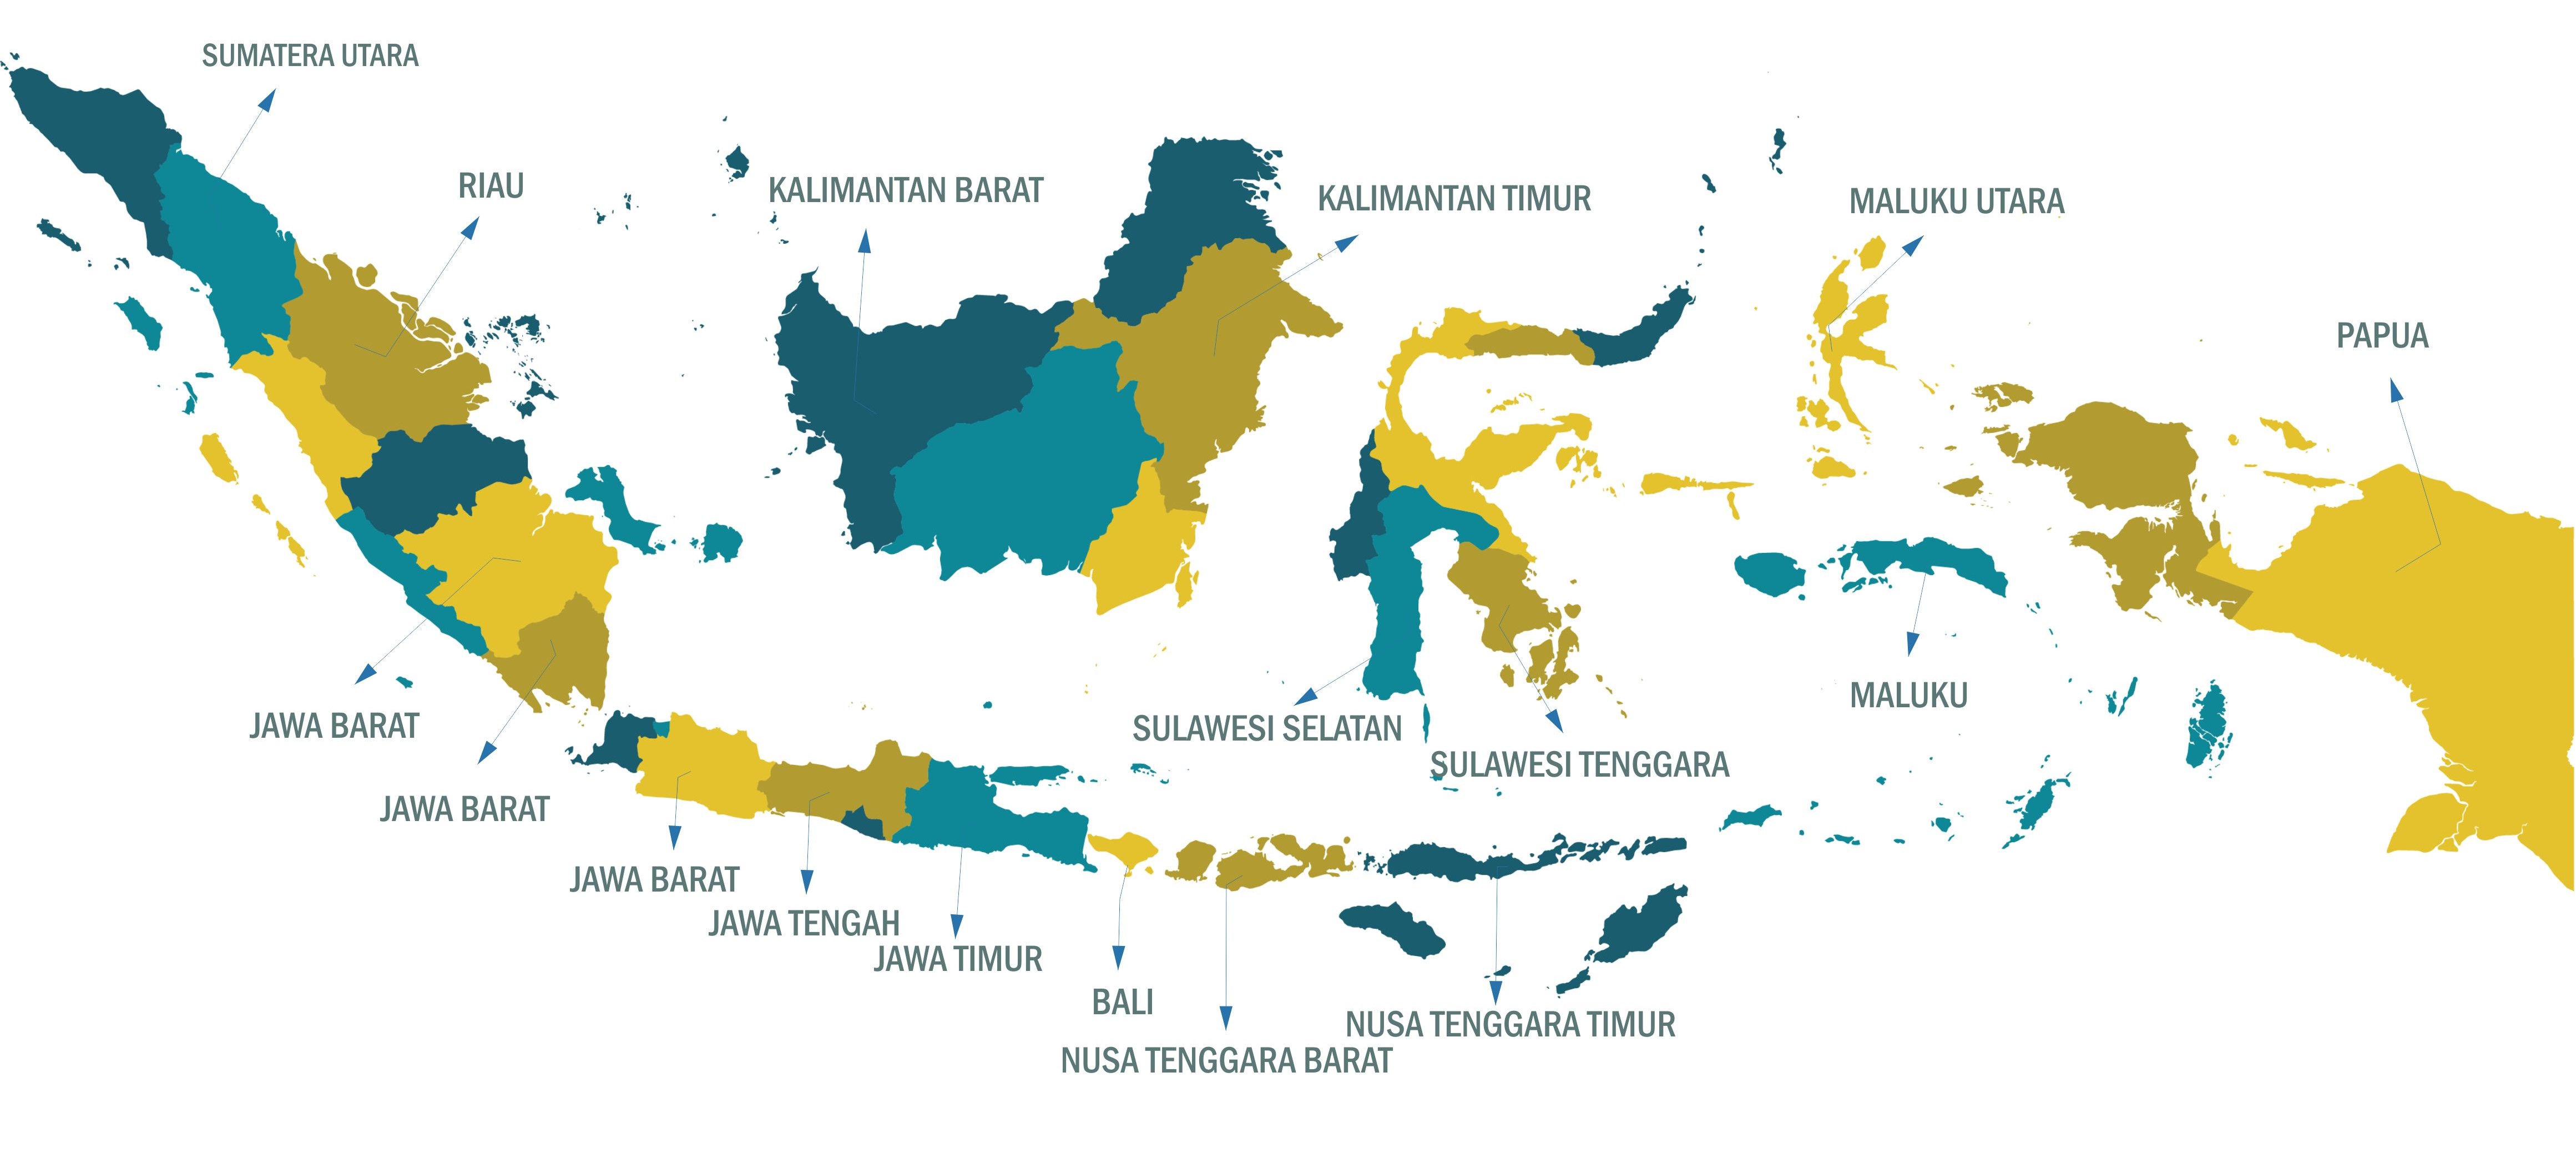 SUMATERA UTARA
RIAU
KALIMANTAN BARAT
KALIMANTAN TIMUR
MALUKU UTARA
PAPUA
JAWA BARAT
JAWA BARAT
JAWA BARAT
JAWA TENGAH
JAWA TIMUR
BALI
NUSA TENGGARA BARAT
NUSA TENGGARA TIMUR
SULAWESI SELATAN
SULAWESI TENGGARA
MALUKU